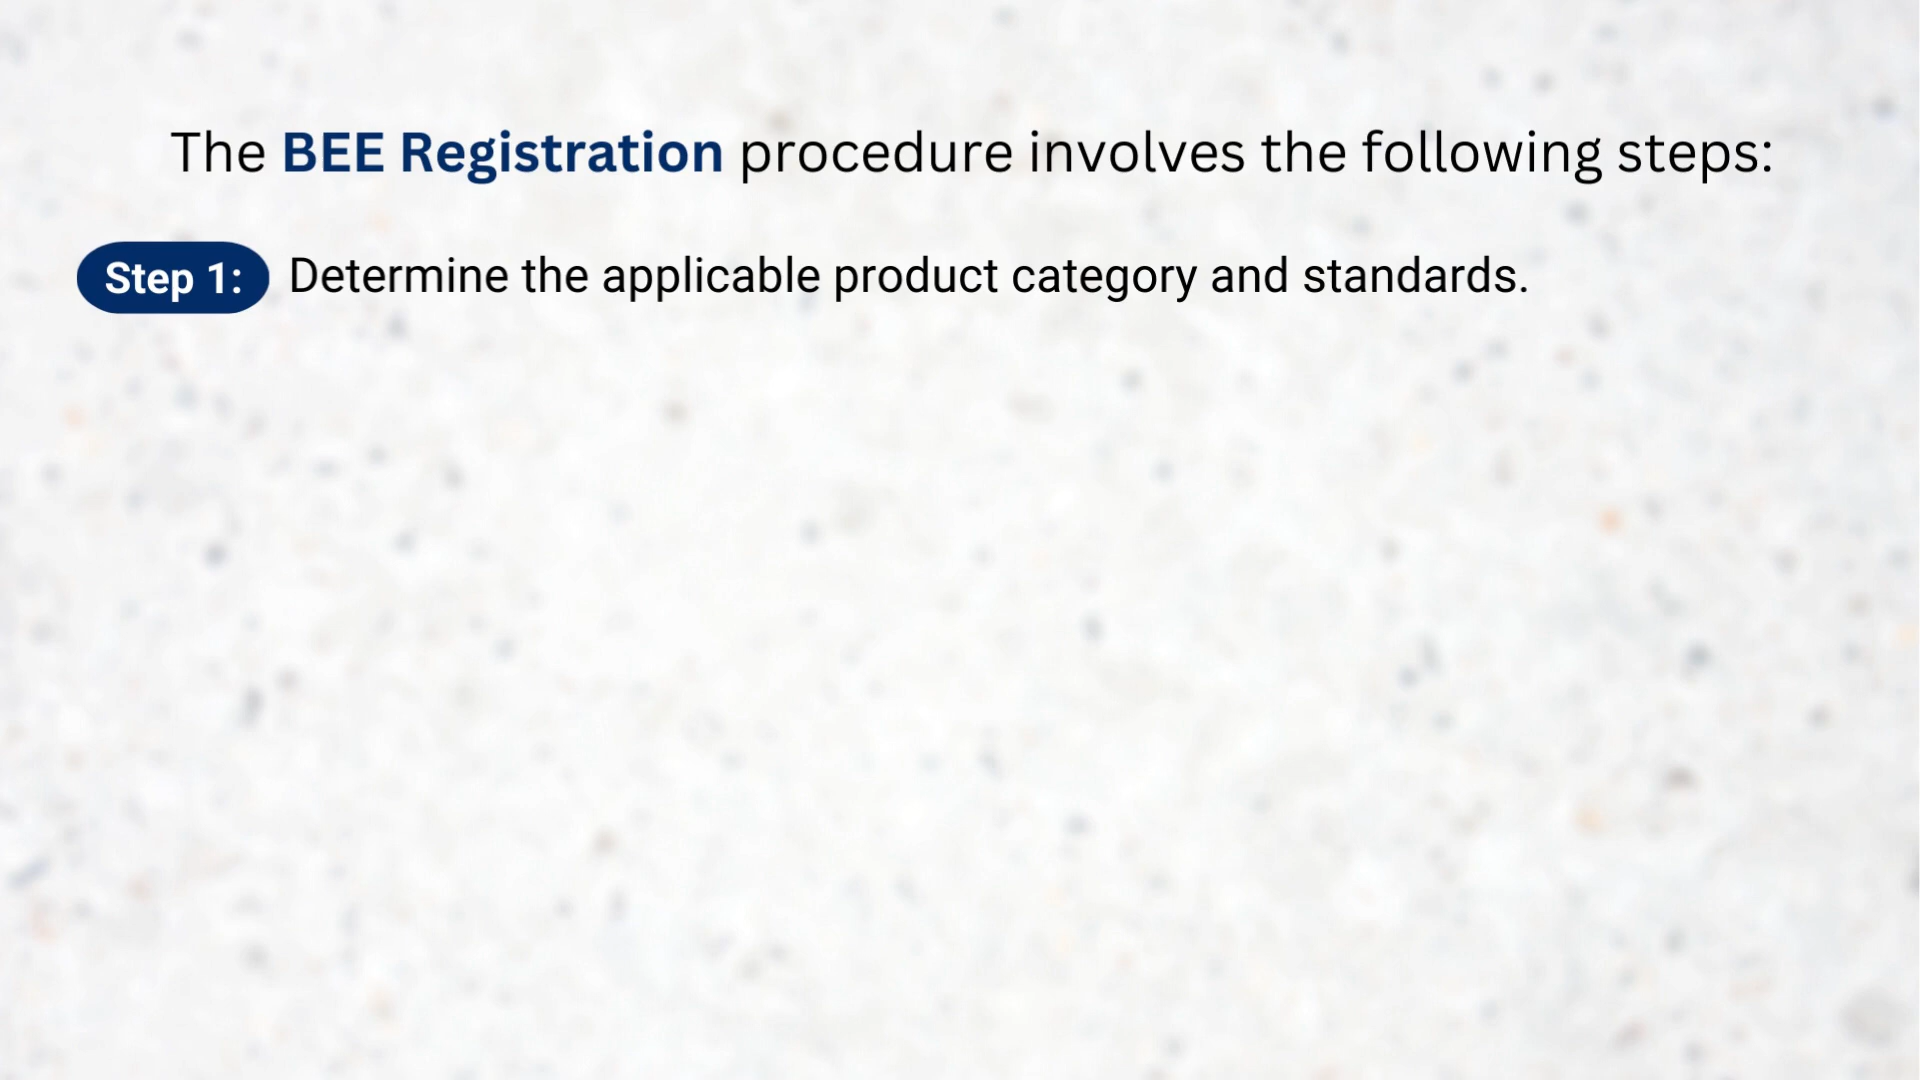 The BEE Registration procedure involves the following steps:
Step 1: Determine the applicable product category and standards.